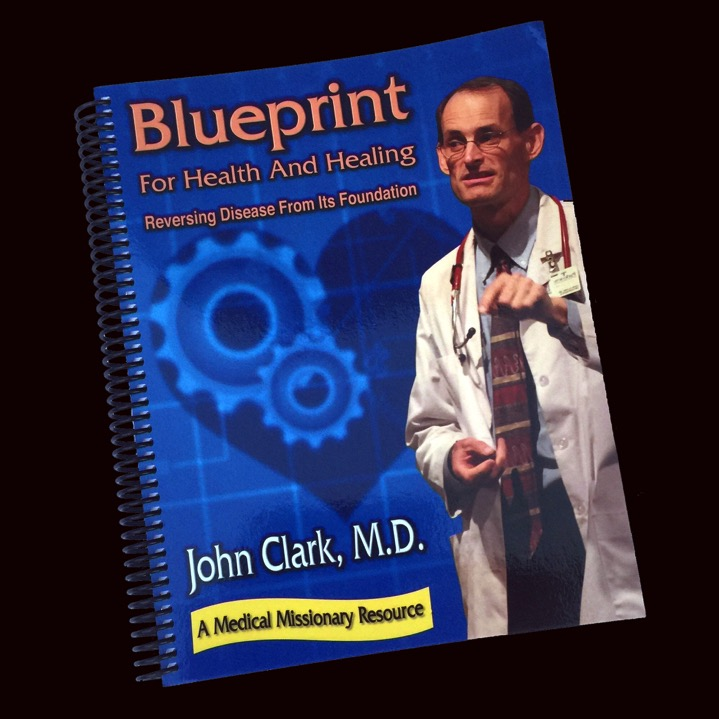 Blueprint
For Health And Healing
Reversing Disease From Its Foundation
John Clark, M.D.
A Medical Missionary Resource